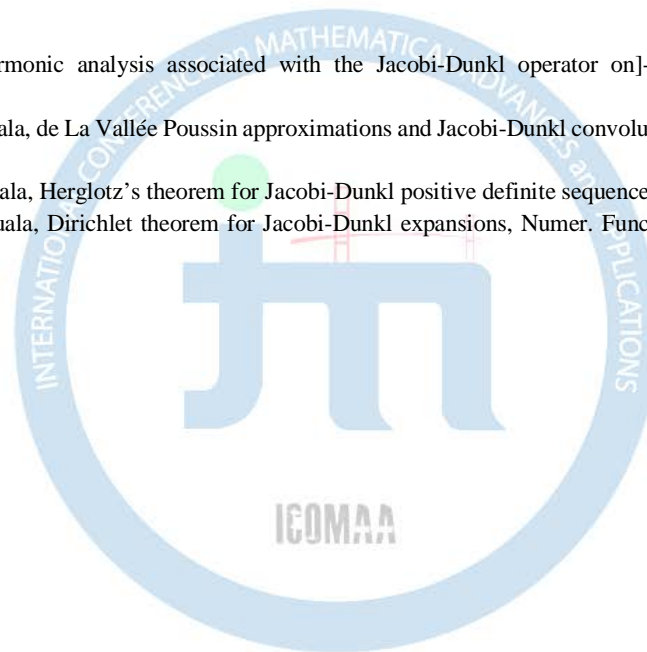 rmonic analysis associated with the Jacobi-Dunkl operator on]-
ala, de La Vallée Poussin approximations and Jacobi-Dunkl convolu
ala, Herglotz's theorem for Jacobi-Dunkl positive definite sequence
uala, Dirichlet theorem for Jacobi-Dunkl expansions, Numer. Func
INTERNATIONAL CONFERENCE on MATHEMATICAL ADVANCES and APPLICATIONS
ICOMAA